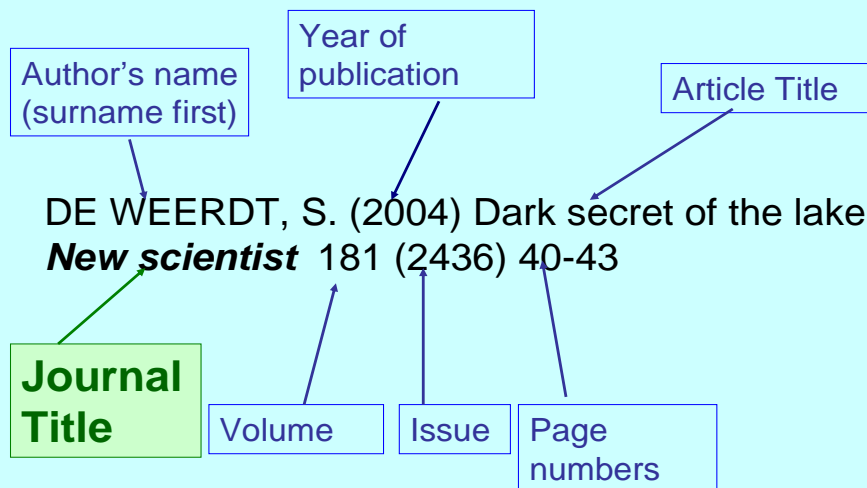 Author's name
(surname first)
Year of
publication
Article Title
DE WEERDT, S. (2004) Dark secret of the lake
New scientist 181 (2436) 40-43
Journal
Title
Volume
Issue
Page
numbers